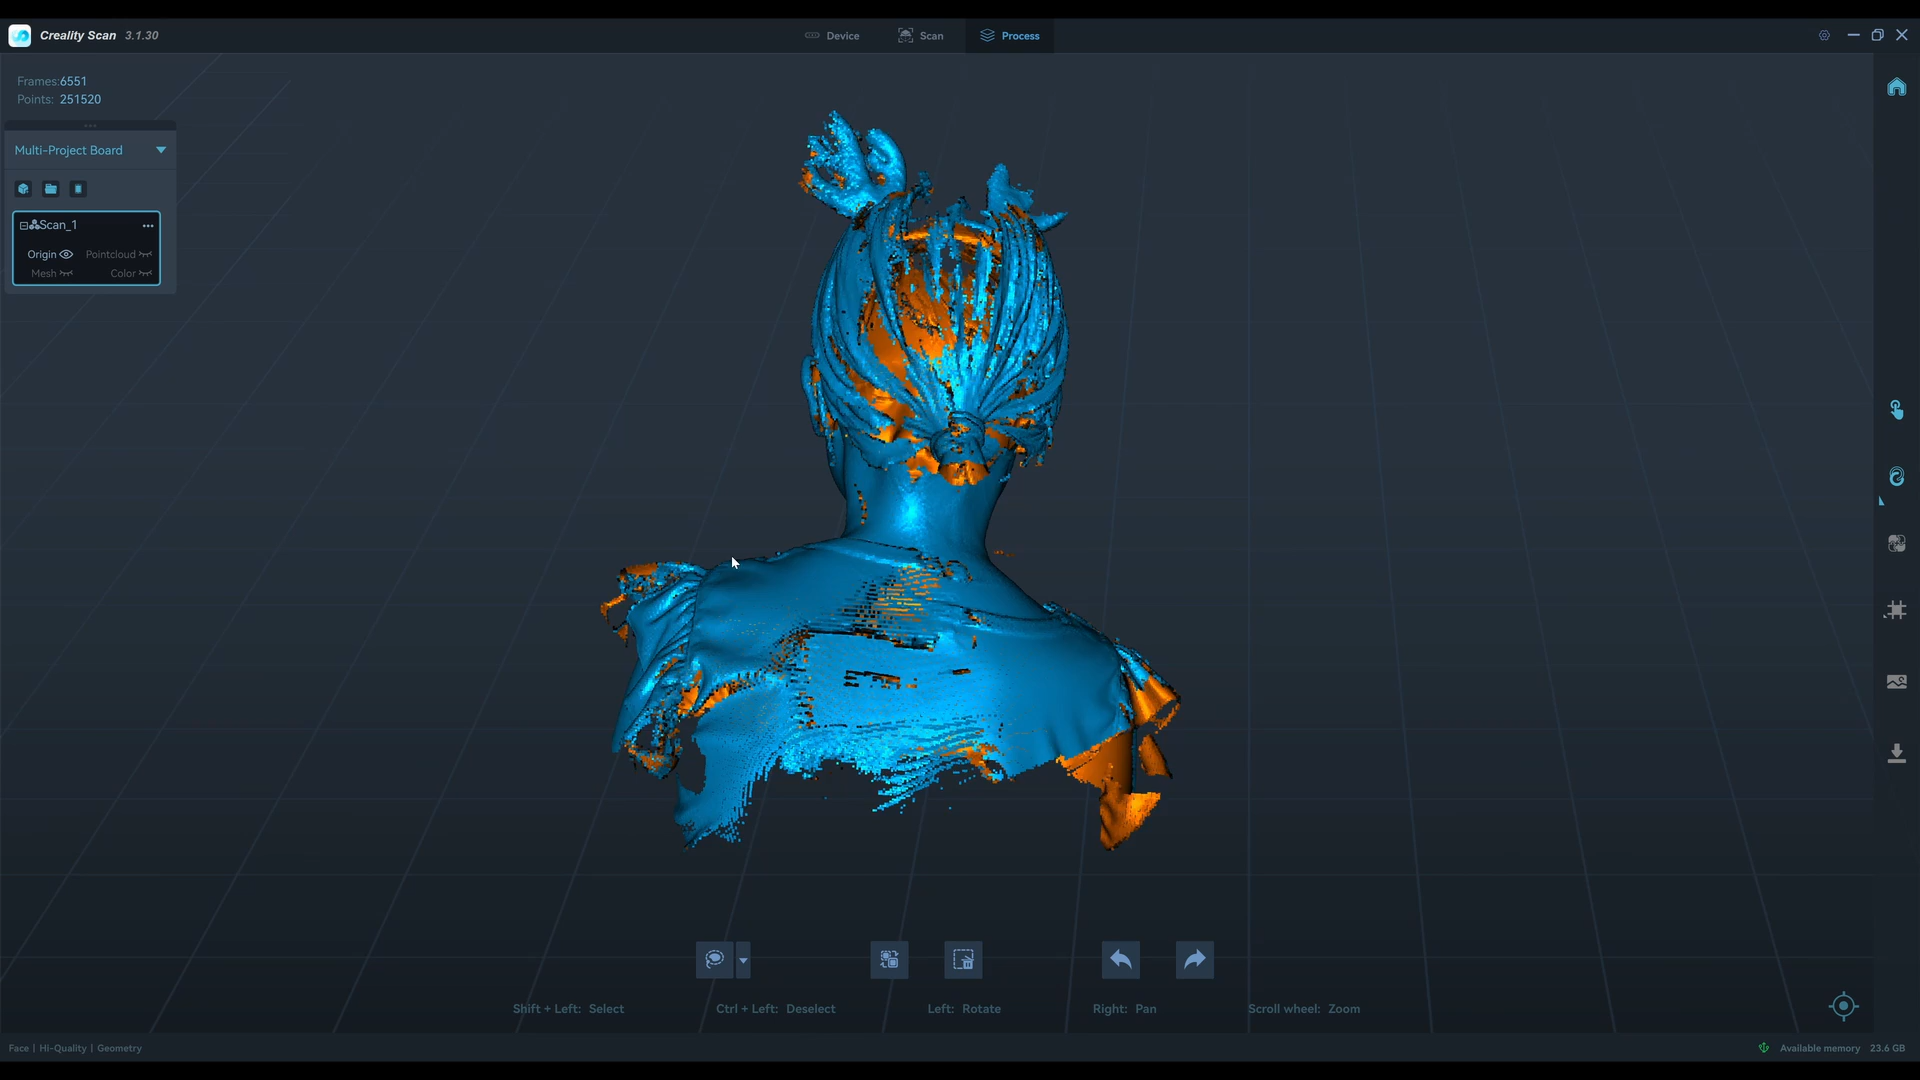 Creality Scan 3.1.30
Device Scan Process
Frames:6551
Points: 251520
Multi-Project Board
Scan_1
Origin Pointcloud
Mesh Color
Shift + Left: Select Ctrl + Left: Deselect Left: Rotate Right: Pan Scroll wheel: Zoom
Face | Hi-Quality | Geometry
Available memory 23.6 GB